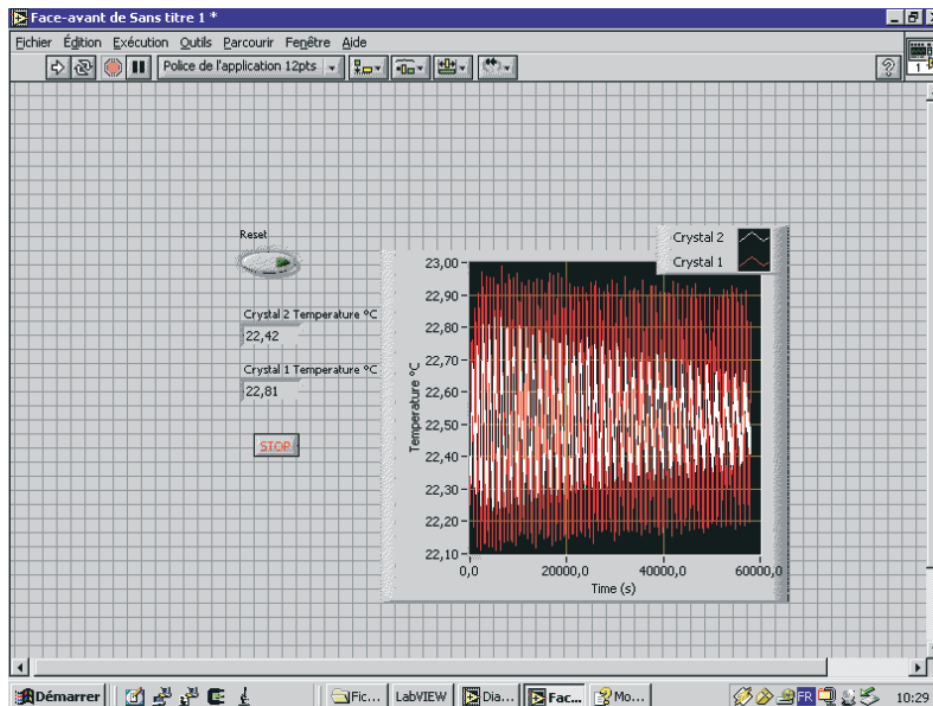 Face-avant de Sans titre 1 *
Fichier Édition Exécution Outils Parcourir Fenêtre Aide
Police de l'application 12pts
?
1
Reset
Crystal 2 Temperature °C
22,42
Crystal 1 Temperature °C
22,81
STOP
Crystal 2
Crystal 1
23,00
22,90
22,80
22,70
22,60
22,50
22,40
22,30
22,20
22,10
Temperature °C
0,0 20000,0 40000,0 60000,0
Time (s)
Démarrer Fic... LabVIEW Dia... Fac... Mo... FR 10:29